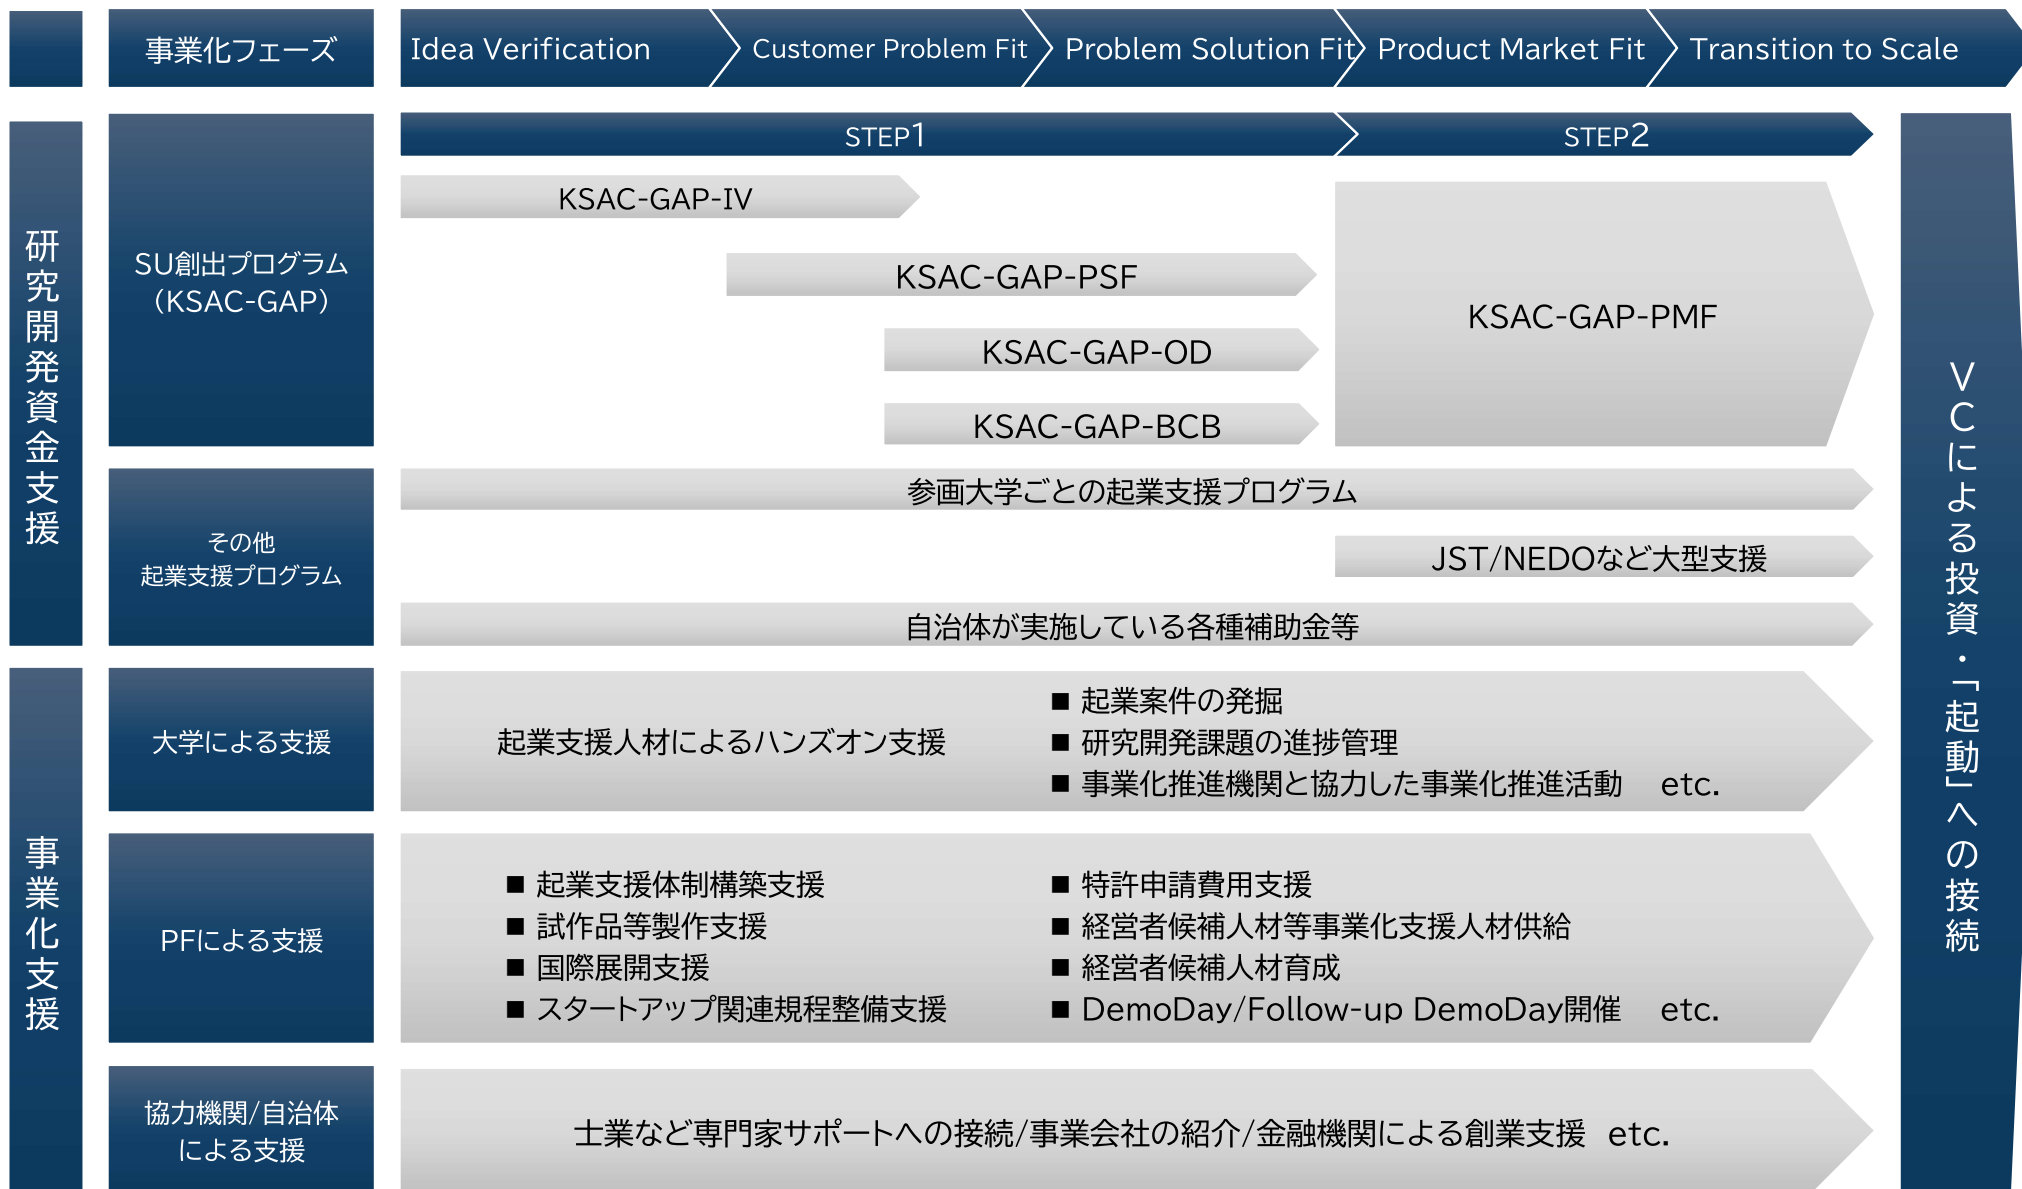 事業化フェーズ
Idea Verification
Customer Problem Fit
Problem Solution Fit
Product Market Fit
Transition to Scale
研究開発資金支援
SU創出プログラム
（KSAC-GAP）
STEP1
STEP2
KSAC-GAP-IV
KSAC-GAP-PSF
KSAC-GAP-OD
KSAC-GAP-BCB
KSAC-GAP-PMF
その他
起業支援プログラム
参画大学ごとの起業支援プログラム
JST/NEDOなど大型支援
自治体が実施している各種補助金等
事業化支援
大学による支援
起業支援人材によるハンズオン支援
■ 起業案件の発掘
■ 研究開発課題の進捗管理
■ 事業化推進機関と協力した事業化推進活動　etc.
PFによる支援
■ 起業支援体制構築支援
■ 試作品等製作支援
■ 国際展開支援
■ スタートアップ関連規程整備支援
■ 特許申請費用支援
■ 経営者候補人材等事業化支援人材供給
■ 経営者候補人材育成
■ DemoDay/Follow-up DemoDay開催　etc.
協力機関/自治体
による支援
士業など専門家サポートへの接続/事業会社の紹介/金融機関による創業支援 etc.
VCによる投資・「起動」への接続